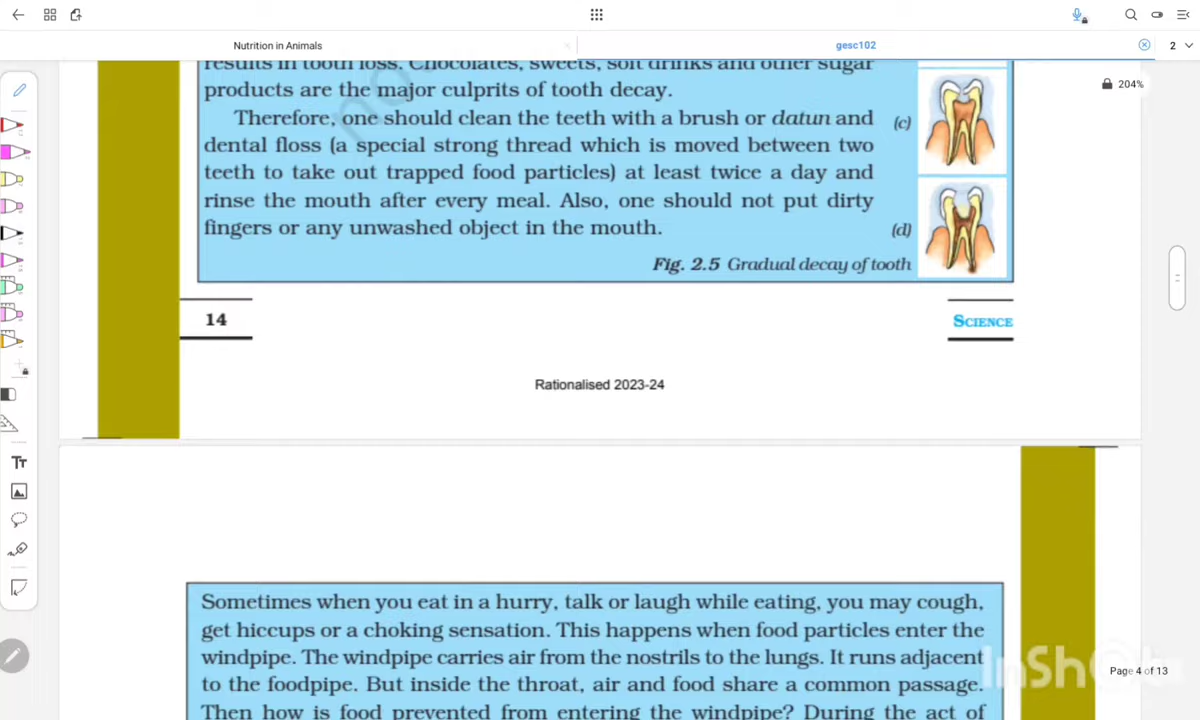 Nutrition in Animals
gesc102
2
204%
results in tooth loss. Chocolates, sweets, soft drinks and other sugar
products are the major culprits of tooth decay.
Therefore, one should clean the teeth with a brush or datun and
dental floss (a special strong thread which is moved between two
teeth to take out trapped food particles) at least twice a day and
rinse the mouth after every meal. Also, one should not put dirty
fingers or any unwashed object in the mouth.
(c)
(d)
Fig. 2.5 Gradual decay of tooth
14
SCIENCE
Rationalised 2023-24
Sometimes when you eat in a hurry, talk or laugh while eating, you may cough,
get hiccups or a choking sensation. This happens when food particles enter the
windpipe. The windpipe carries air from the nostrils to the lungs. It runs adjacent
to the foodpipe. But inside the throat, air and food share a common passage.
Then how is food prevented from entering the windpipe? During the act of
InShot
Page 4 of 13
Tт